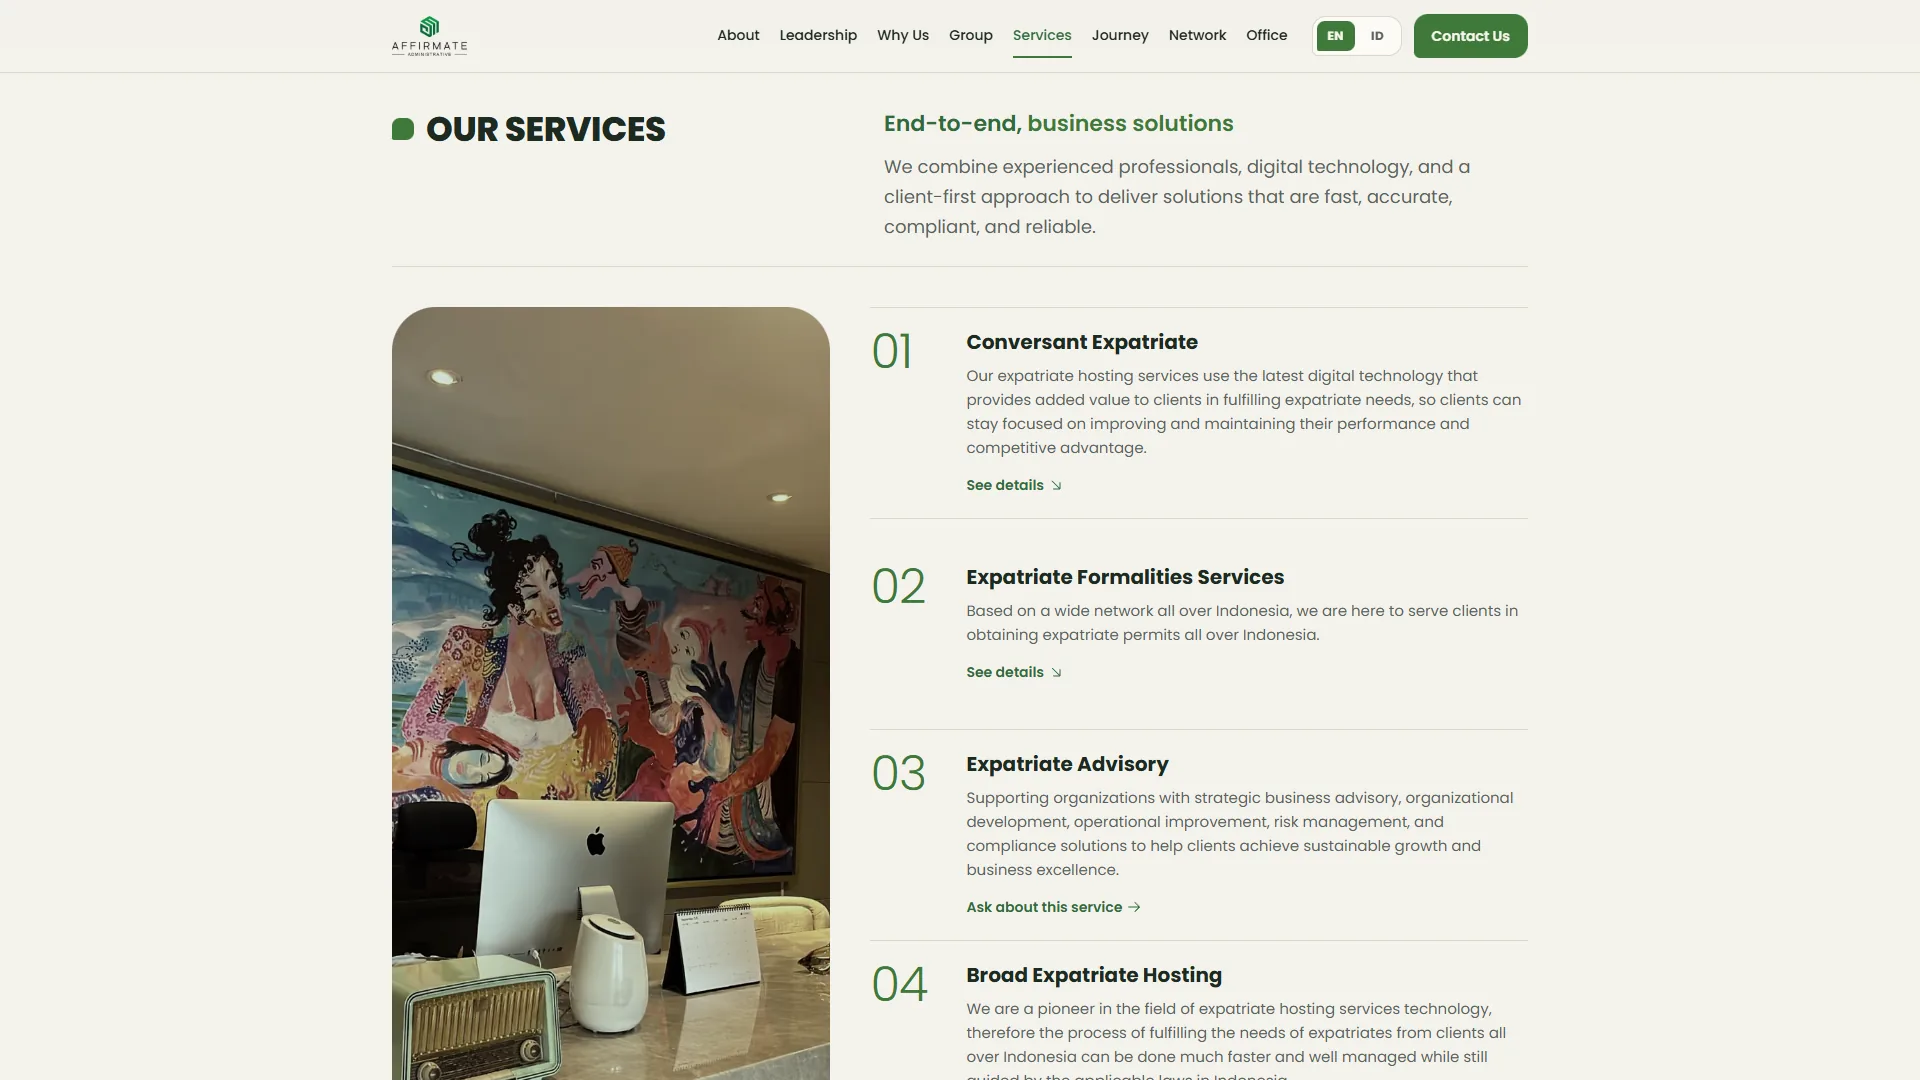 AFFIRMATE
ADMINISTRATIVE
About
Leadership
Why Us
Group
Services
Journey
Network
Office
EN
ID
Contact Us
OUR SERVICES
End-to-end, business solutions
We combine experienced professionals, digital technology, and a
client-first approach to deliver solutions that are fast, accurate,
compliant, and reliable.
01
Conversant Expatriate
Our expatriate hosting services use the latest digital technology that
provides added value to clients in fulfilling expatriate needs, so clients can
stay focused on improving and maintaining their performance and
competitive advantage.
See details
02
Expatriate Formalities Services
Based on a wide network all over Indonesia, we are here to serve clients in
obtaining expatriate permits all over Indonesia.
See details
03
Expatriate Advisory
Supporting organizations with strategic business advisory, organizational
development, operational improvement, risk management, and
compliance solutions to help clients achieve sustainable growth and
business excellence.
Ask about this service
04
Broad Expatriate Hosting
We are a pioneer in the field of expatriate hosting services technology,
therefore the process of fulfilling the needs of expatriates from clients all
over Indonesia can be done much faster and well managed while still
guided by the applicable laws in Indonesia.